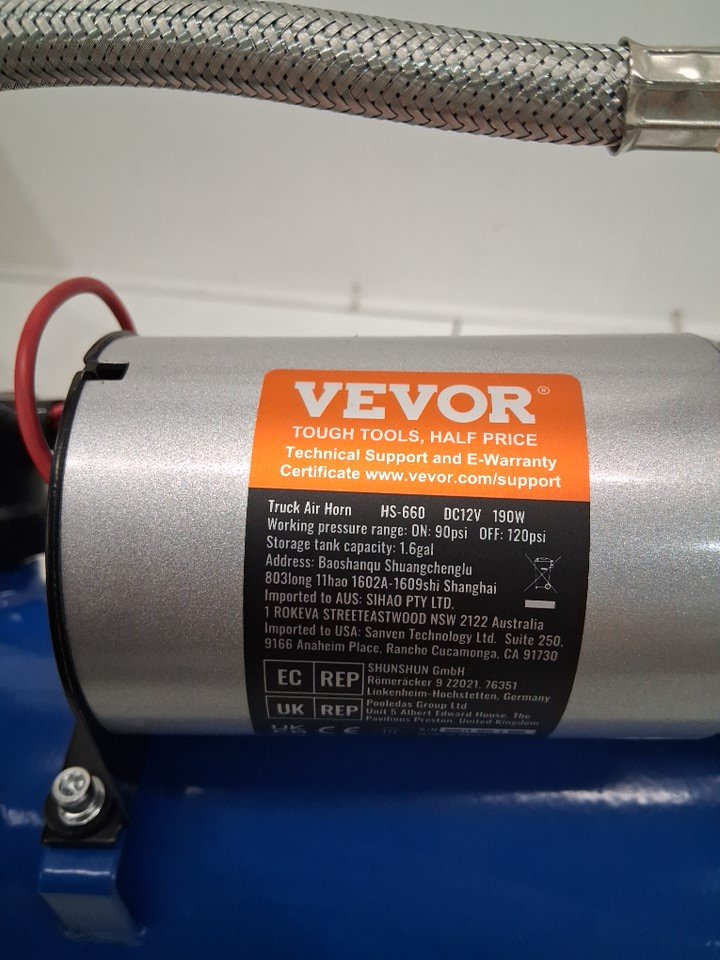 VEVOR®
TOUGH TOOLS, HALF PRICE
Technical Support and E-Warranty
Certificate www.vevor.com/support
Truck Air Horn HS-660 DC12V 190W
Working pressure range: ON: 90psi OFF: 120psi
Storage tank capacity: 1.6gal
Address: Baoshanqu Shuangchenglu
803long 11hao 1602A-1609shi Shanghai
Imported to AUS: SIHAO PTY LTD.
1 ROKEVA STREETEASTWOOD NSW 2122 Australia
Imported to USA: Sanven Technology Ltd. Suite 250,
9166 Anaheim Place, Rancho Cucamonga, CA 91730
EC REP SHUNSHUN GmbH
Römeräcker 9 Z2021, 76351
Linkenheim-Hochstetten, Germany
UK REP Pooledas Group Ltd
Unit 5 Albert Edward House, The
Pavilions Preston, United Kingdom